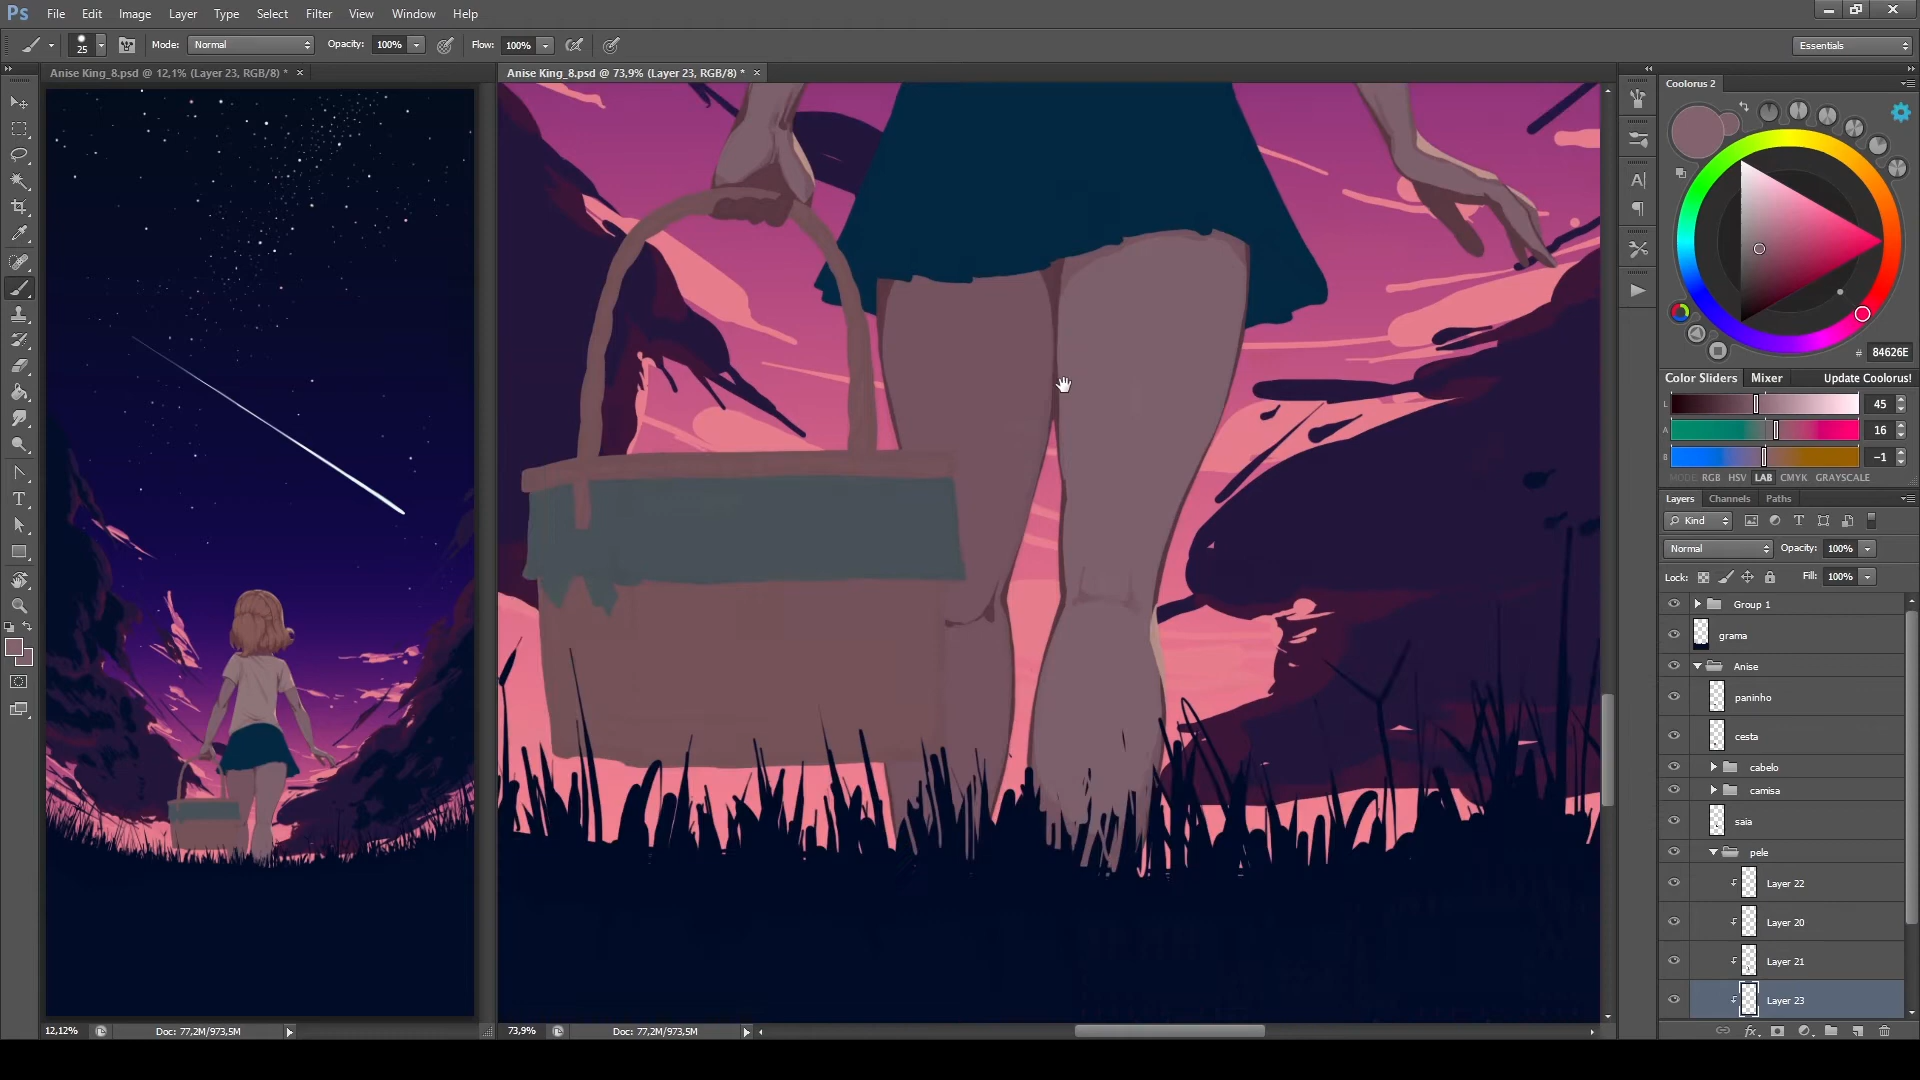 Ps File Edit Image Layer Type Select Filter View Window Help
25 Mode: Normal Opacity: 100% Flow: 100% Essentials
Anise King_8.psd @ 12,1% (Layer 23, RGB/8) * ×
Anise King_8.psd @ 73,9% (Layer 23, RGB/8) * ×
Coolorus 2
# 84626E
Color Sliders Mixer Update Coolorus!
L 45
A 16
B -1
MODE RGB HSV LAB CMYK GRAYSCALE
Layers Channels Paths
Kind
Normal Opacity: 100%
Lock: Fill: 100%
Group 1
grama
Anise
paninho
cesta
cabelo
camisa
saia
pele
Layer 22
Layer 20
Layer 21
Layer 23
fx
12,12% Doc: 77,2M/973,5M
73,9% Doc: 77,2M/973,5M